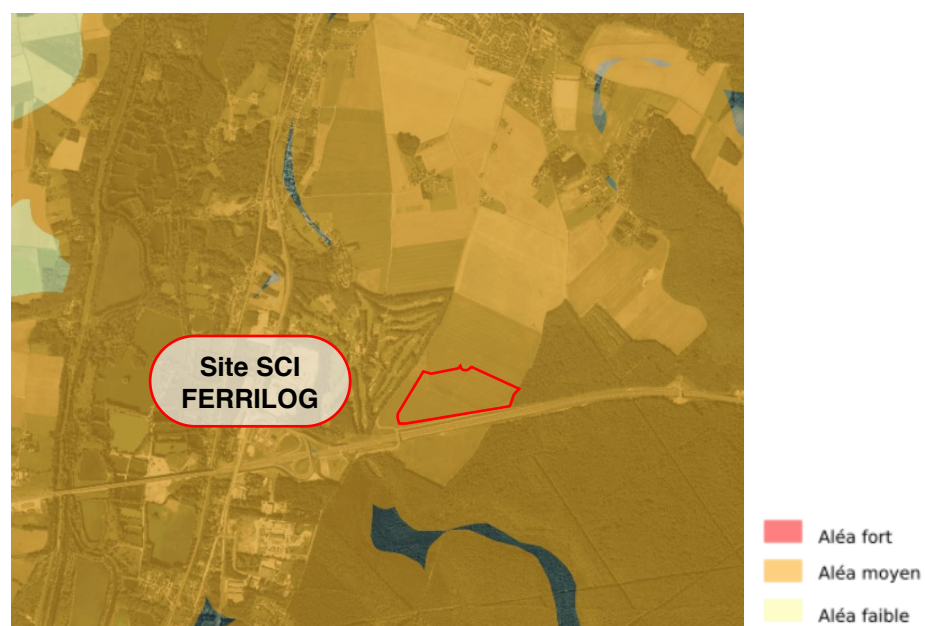 Site SCI
FERRILOG
Aléa fort
Aléa moyen
Aléa faible